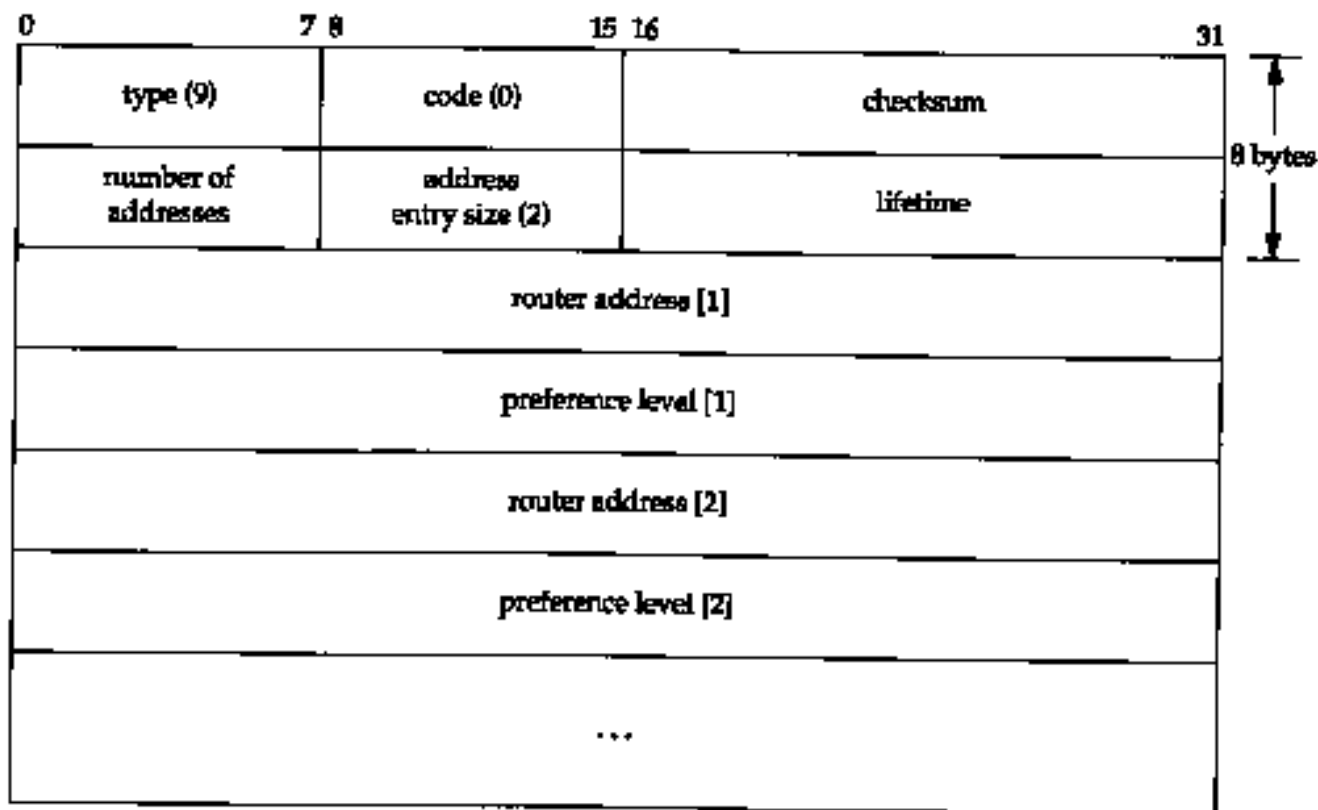 0 7 8 15 16 31
type (9) code (0) checksum
8 bytes
number of addresses
address entry size (2)
lifetime
router address [1]
preference level [1]
router address [2]
preference level [2]
...